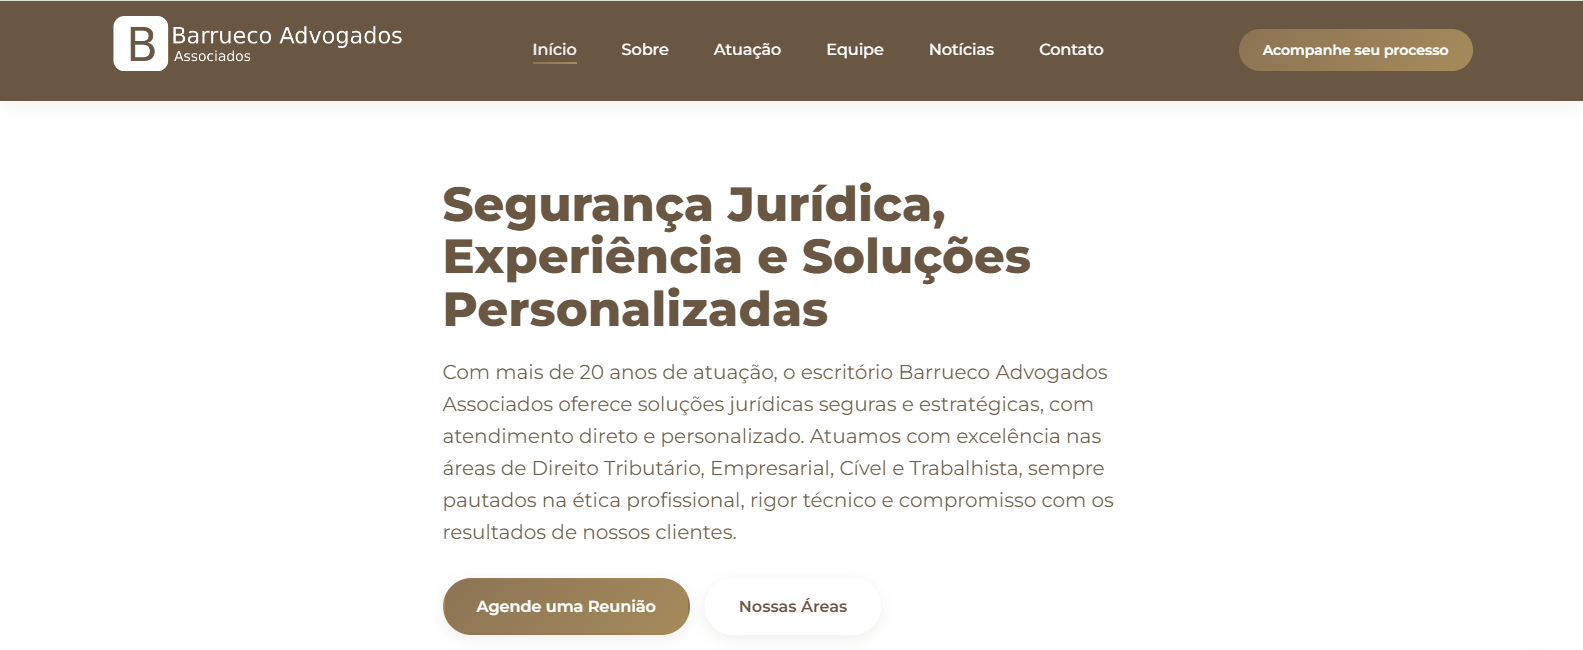 B Barrueco Advogados
Associados
Início Sobre Atuação Equipe Notícias Contato
Acompanhe seu processo
Segurança Jurídica,
Experiência e Soluções
Personalizadas
Com mais de 20 anos de atuação, o escritório Barrueco Advogados
Associados oferece soluções jurídicas seguras e estratégicas, com
atendimento direto e personalizado. Atuamos com excelência nas
áreas de Direito Tributário, Empresarial, Cível e Trabalhista, sempre
pautados na ética profissional, rigor técnico e compromisso com os
resultados de nossos clientes.
Agende uma Reunião
Nossas Áreas